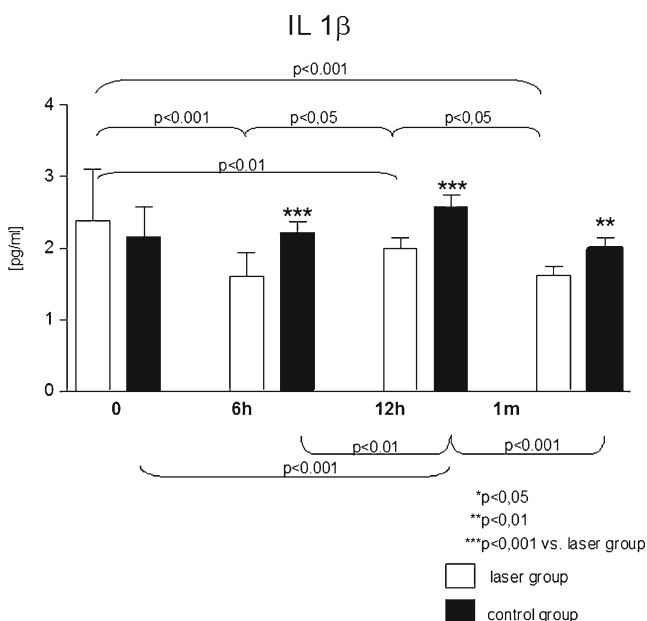 IL 1β
p<0.001
4
p<0.001 p<0,05 p<0,05
p<0.01
3
*** *** **
[pg/ml]
2
1
0
0 6h 12h 1m
p<0.01 p<0.001
p<0.001
*p<0,05
**p<0,01
***p<0,001 vs. laser group
laser group
control group